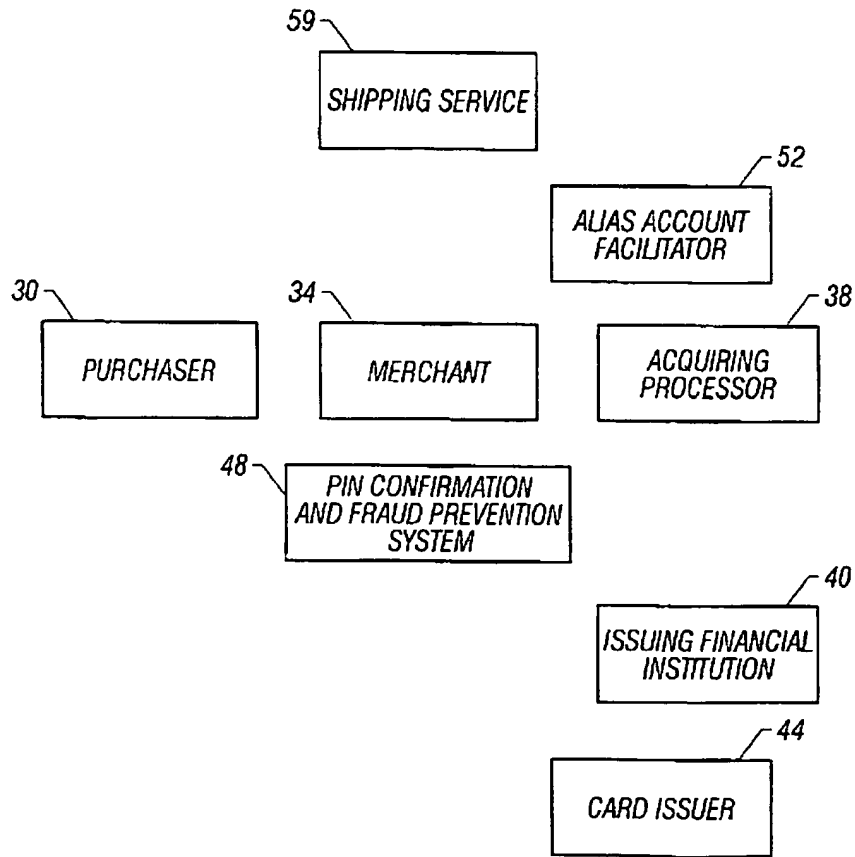 59
SHIPPING SERVICE
52
ALIAS ACCOUNT
FACILITATOR
30
PURCHASER
34
MERCHANT
38
ACQUIRING
PROCESSOR
48
PIN CONFIRMATION
AND FRAUD PREVENTION
SYSTEM
40
ISSUING FINANCIAL
INSTITUTION
44
CARD ISSUER